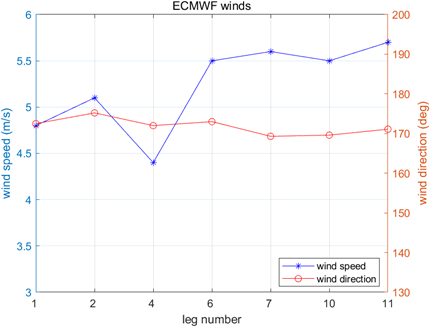 ECMWF winds
wind speed (m/s)
6
5.5
5
4.5
4
3.5
3
200
190
180
170
160
150
140
130
wind direction (deg)
1 2 4 6 7 10 11
leg number
wind speed
wind direction